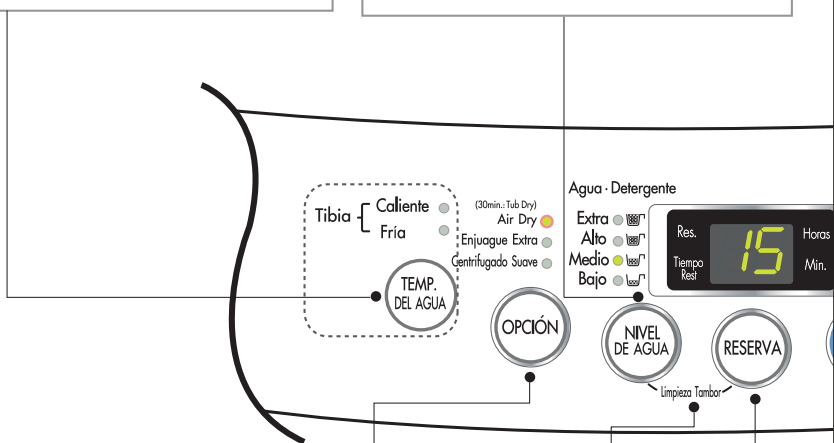 Tibia
Caliente
Fría
TEMP.
DEL AGUA
(30min.: Tub Dry)
Air Dry
Enjuague Extra
Centrifugado Suave
OPCIÓN
Agua · Detergente
Extra
Alto
Medio
Bajo
NIVEL
DE AGUA
Res.
Tiempo
Rest
15
Horas
Min.
RESERVA
Limpieza Tambor